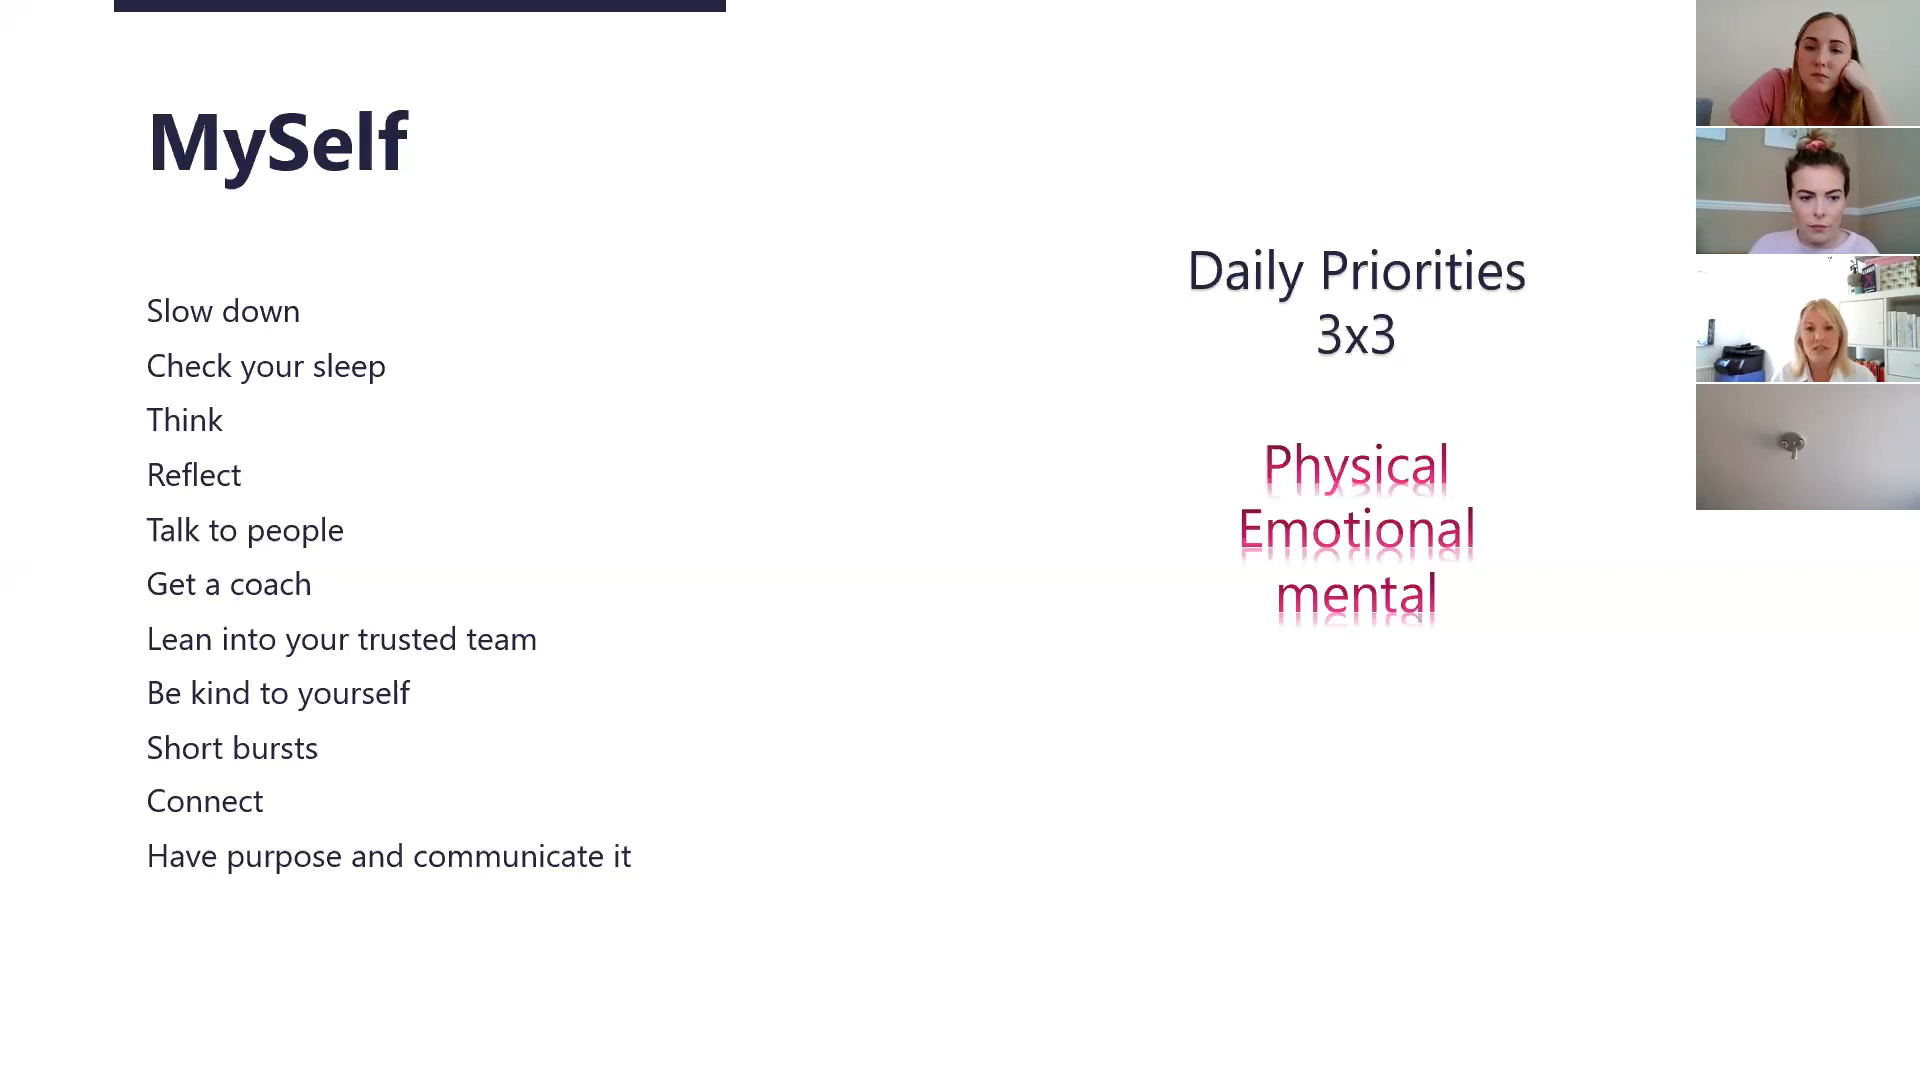 MySelf
Slow down
Check your sleep
Think
Reflect
Talk to people
Get a coach
Lean into your trusted team
Be kind to yourself
Short bursts
Connect
Have purpose and communicate it
Daily Priorities
3x3
Physical
Emotional
mental